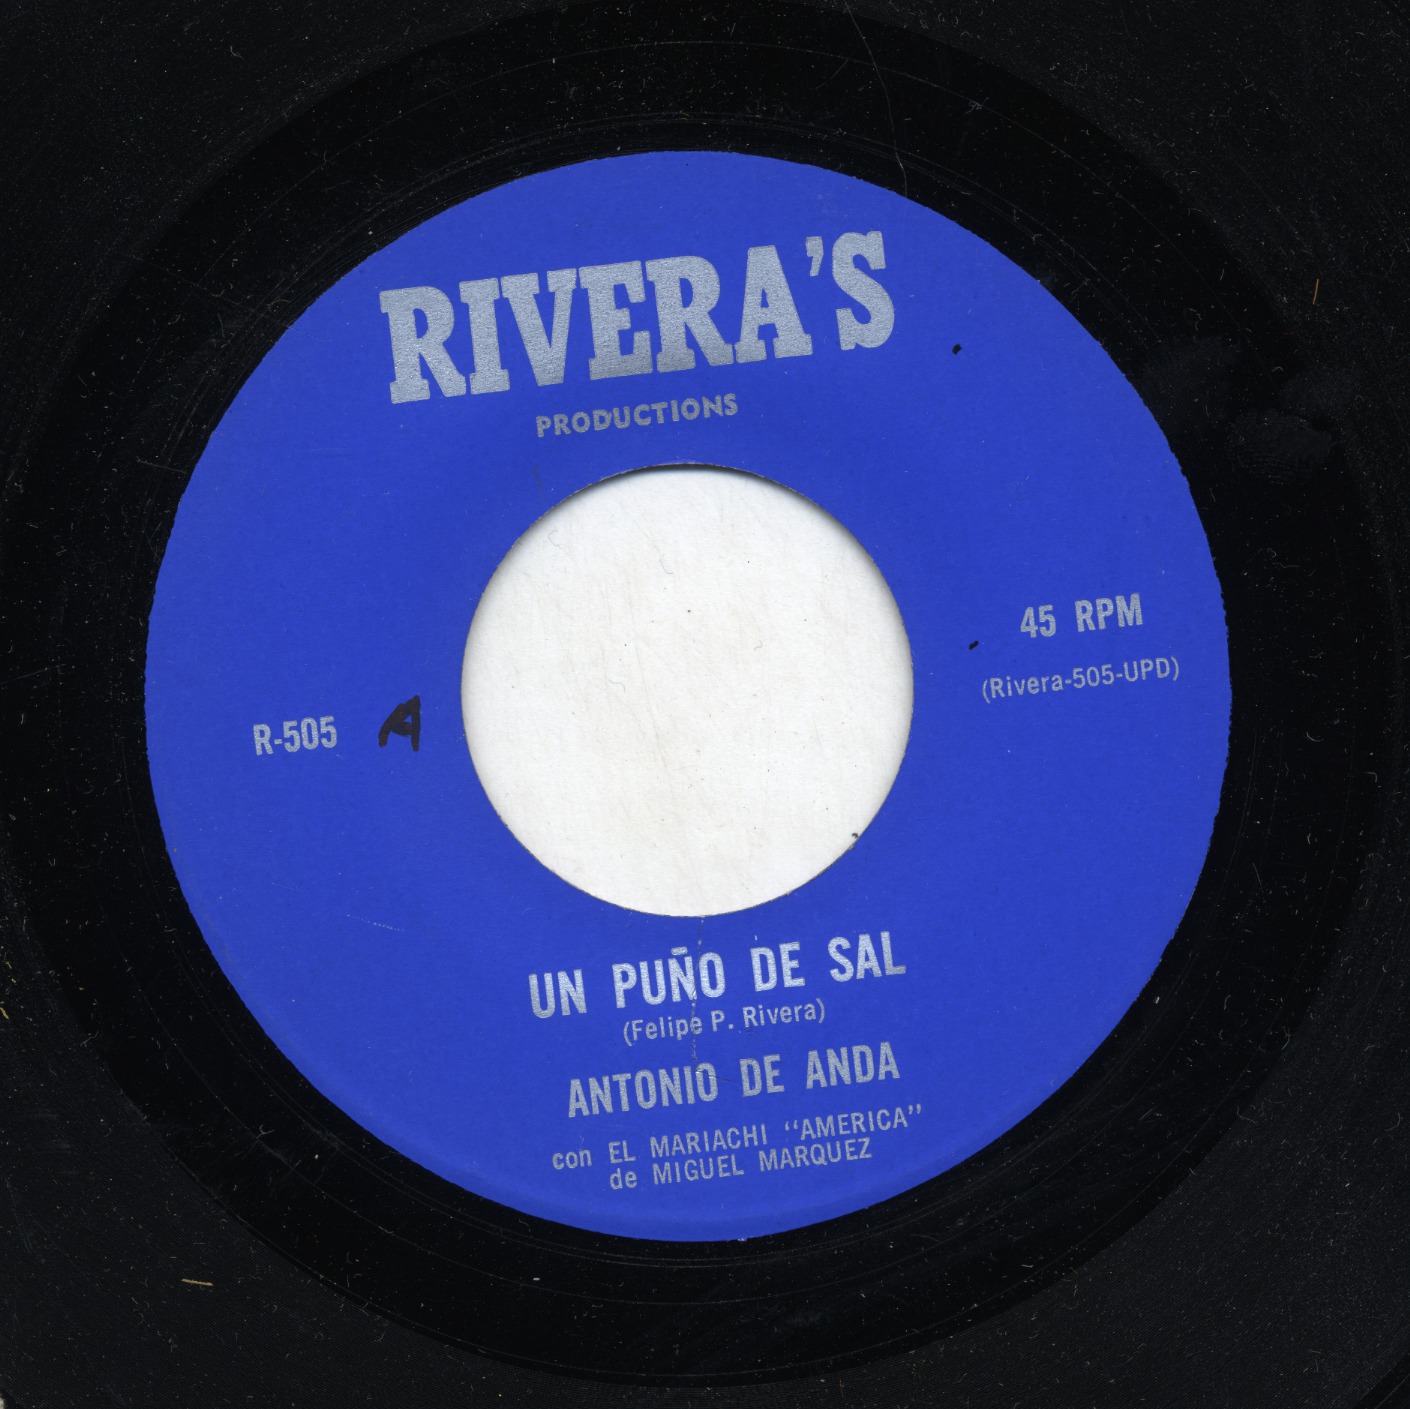 RIVERA'S
PRODUCTIONS
45 RPM
(Rivera-505-UPD)
R-505 A
UN PUÑO DE SAL
(Felipe P. Rivera)
ANTONIO DE ANDA
con EL MARIACHI "AMERICA"
de MIGUEL MARQUEZ